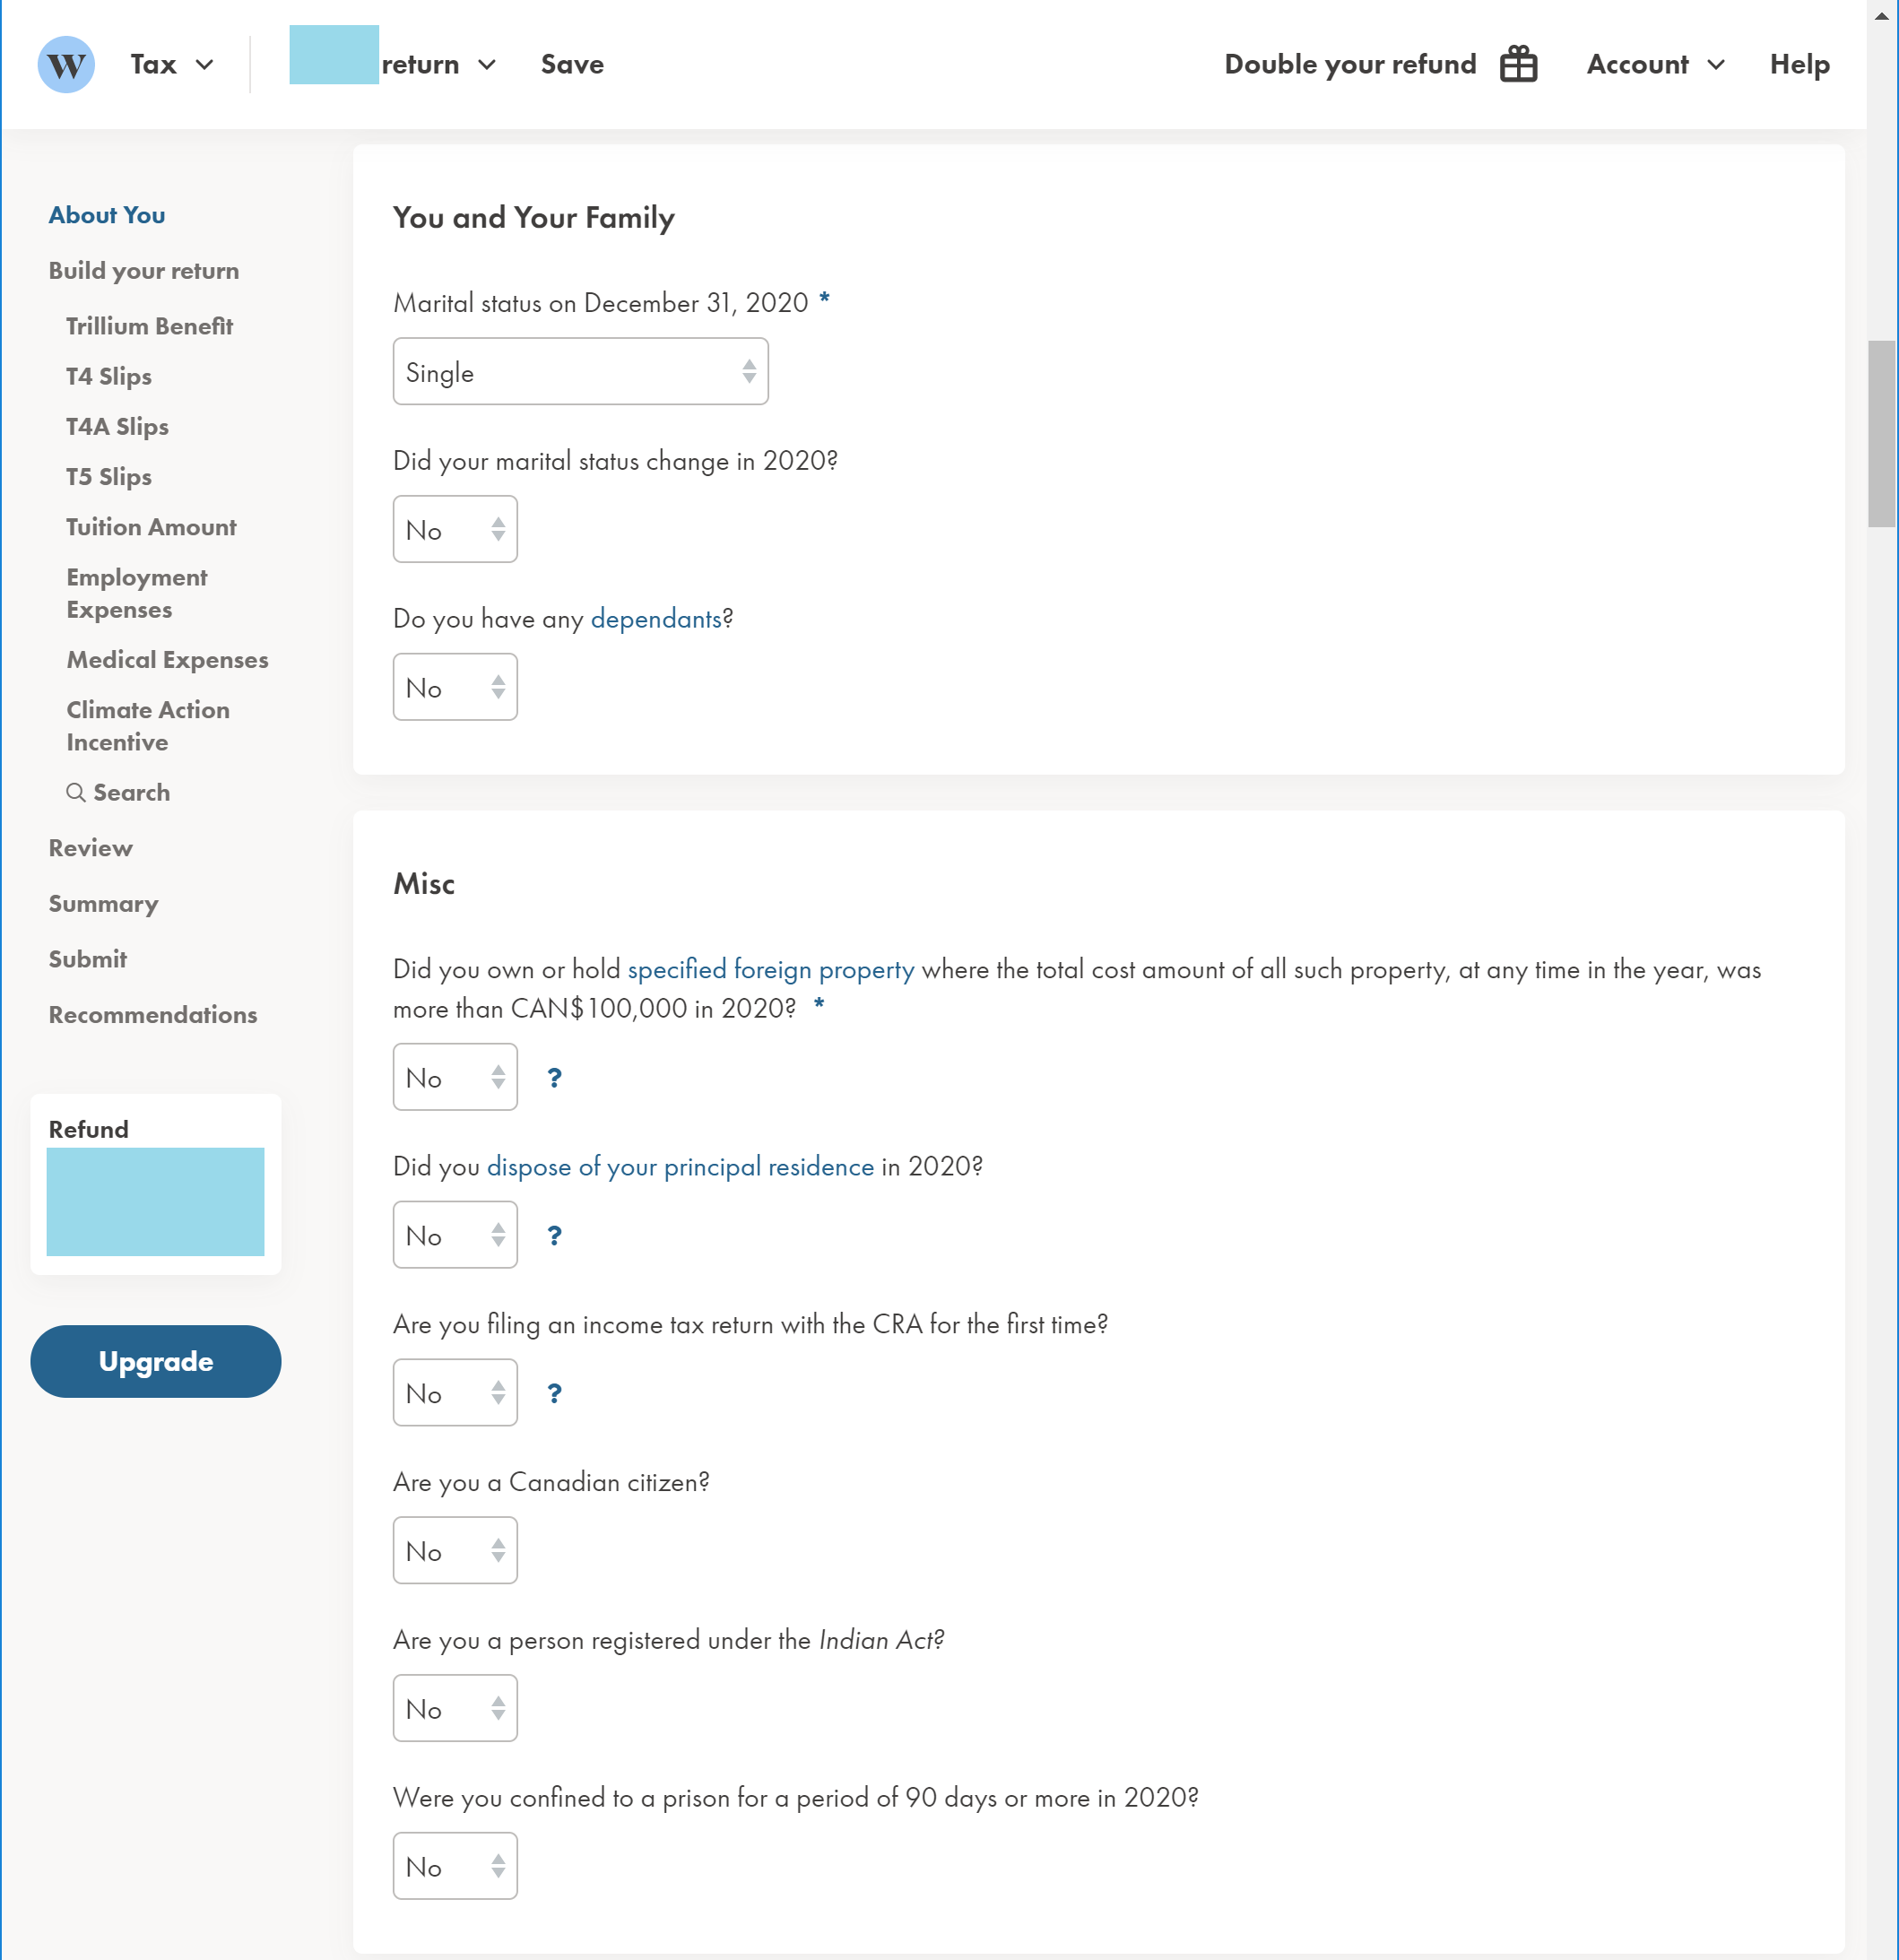 W Tax return Save Double your refund Account Help
About You
Build your return
Trillium Benefit
T4 Slips
T4A Slips
T5 Slips
Tuition Amount
Employment
Expenses
Medical Expenses
Climate Action
Incentive
Search
Review
Summary
Submit
Recommendations
Refund
Upgrade
You and Your Family
Marital status on December 31, 2020 *
Single
Did your marital status change in 2020?
No
Do you have any dependants?
No
Misc
Did you own or hold specified foreign property where the total cost amount of all such property, at any time in the year, was
more than CAN$100,000 in 2020? *
No ?
Did you dispose of your principal residence in 2020?
No ?
Are you filing an income tax return with the CRA for the first time?
No ?
Are you a Canadian citizen?
No
Are you a person registered under the Indian Act?
No
Were you confined to a prison for a period of 90 days or more in 2020?
No